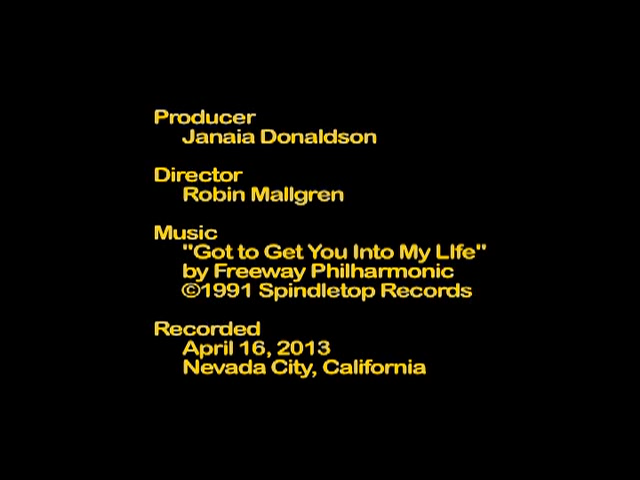 Producer
Janaia Donaldson
Director
Robin Mallgren
Music
"Got to Get You Into My LIfe"
by Freeway Philharmonic
©1991 Spindletop Records
Recorded
April 16, 2013
Nevada City, California